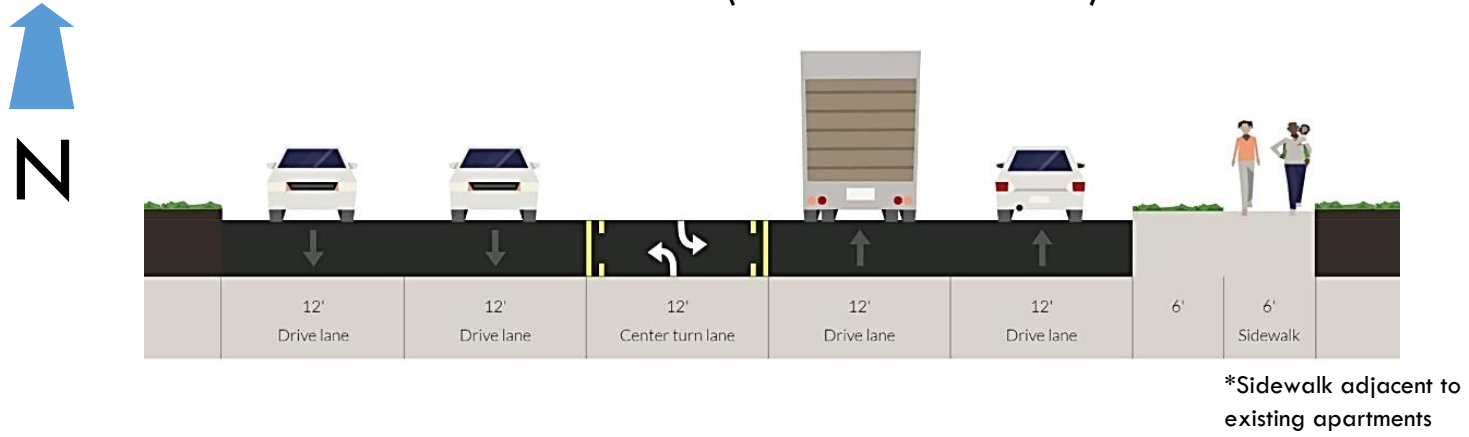 N
12' 12' 12' 12' 12' 6' 6'
Drive lane Drive lane Center turn lane Drive lane Drive lane Sidewalk
*Sidewalk adjacent to
existing apartments